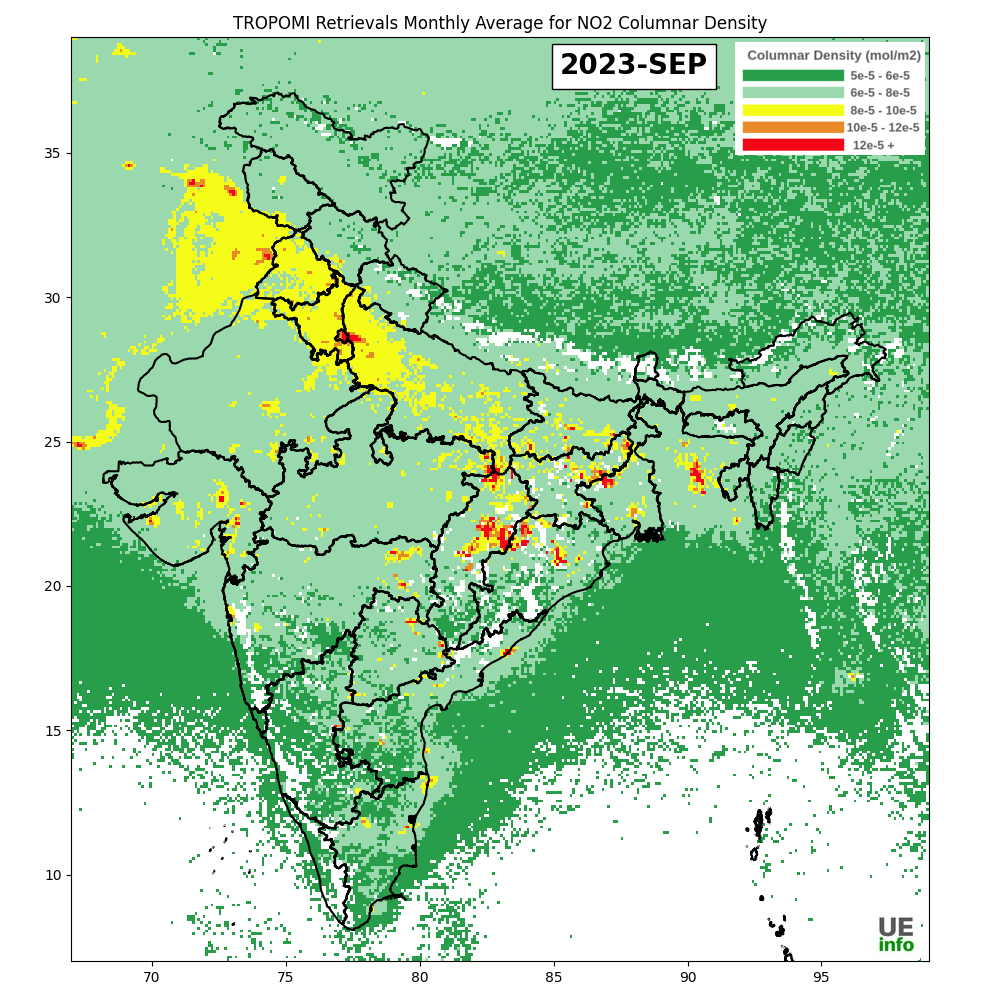 TROPOMI Retrievals Monthly Average for NO2 Columnar Density
2023-SEP
Columnar Density (mol/m2)
5e-5 - 6e-5
6e-5 - 8e-5
8e-5 - 10e-5
10e-5 - 12e-5
12e-5 +
35
30
25
20
15
10
70
75
80
85
90
95
UE
info